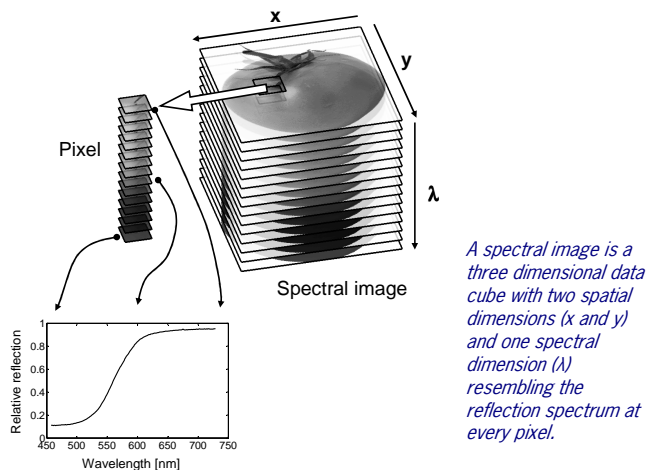 x
y
Pixel
λ
Spectral image
A spectral image is a
three dimensional data
cube with two spatial
dimensions (x and y)
and one spectral
dimension (λ)
resembling the
reflection spectrum at
every pixel.
1
0.8
0.6
0.4
0.2
0
450 500 550 600 650 700 750
Relative reflection
Wavelength [nm]